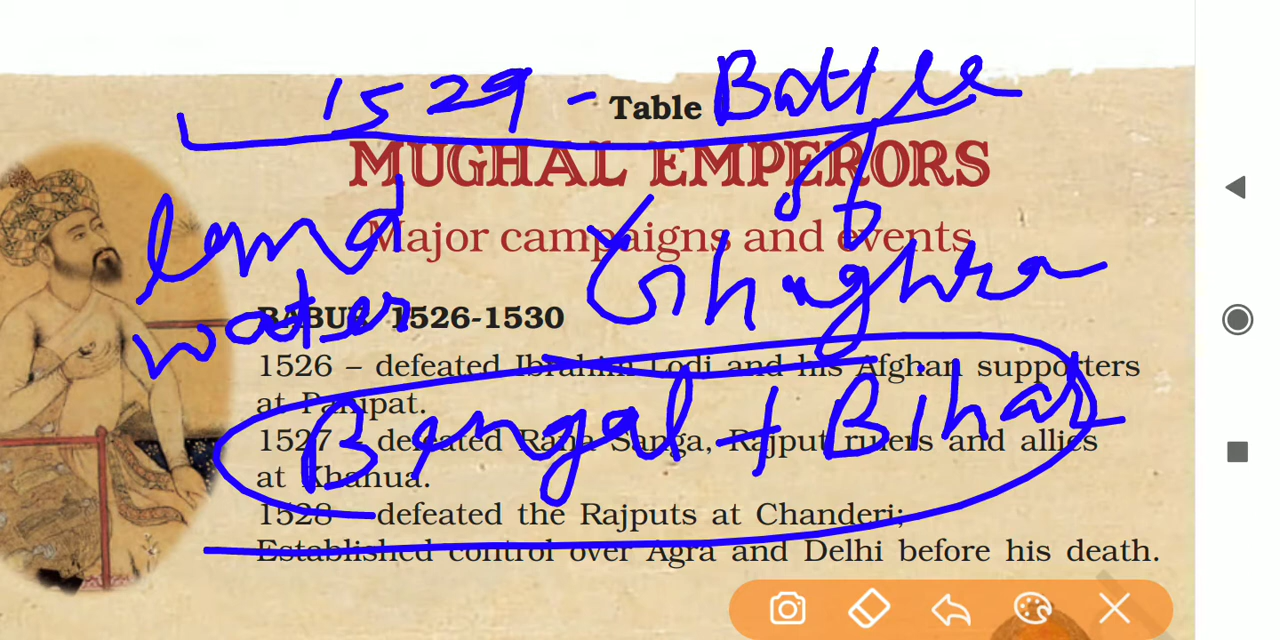 1529 - Battle
Table
of
MUGHAL EMPERORS
land
Major campaigns and events
Ghaghra
water
BABUR 1526-1530
1526 – defeated Ibrahim Lodi and his Afghan supporters
at Panipat.
Bengal + Bihar
1527 – defeated Rana Sanga, Rajput rulers and allies
at Khanua.
1528 – defeated the Rajputs at Chanderi;
Established control over Agra and Delhi before his death.